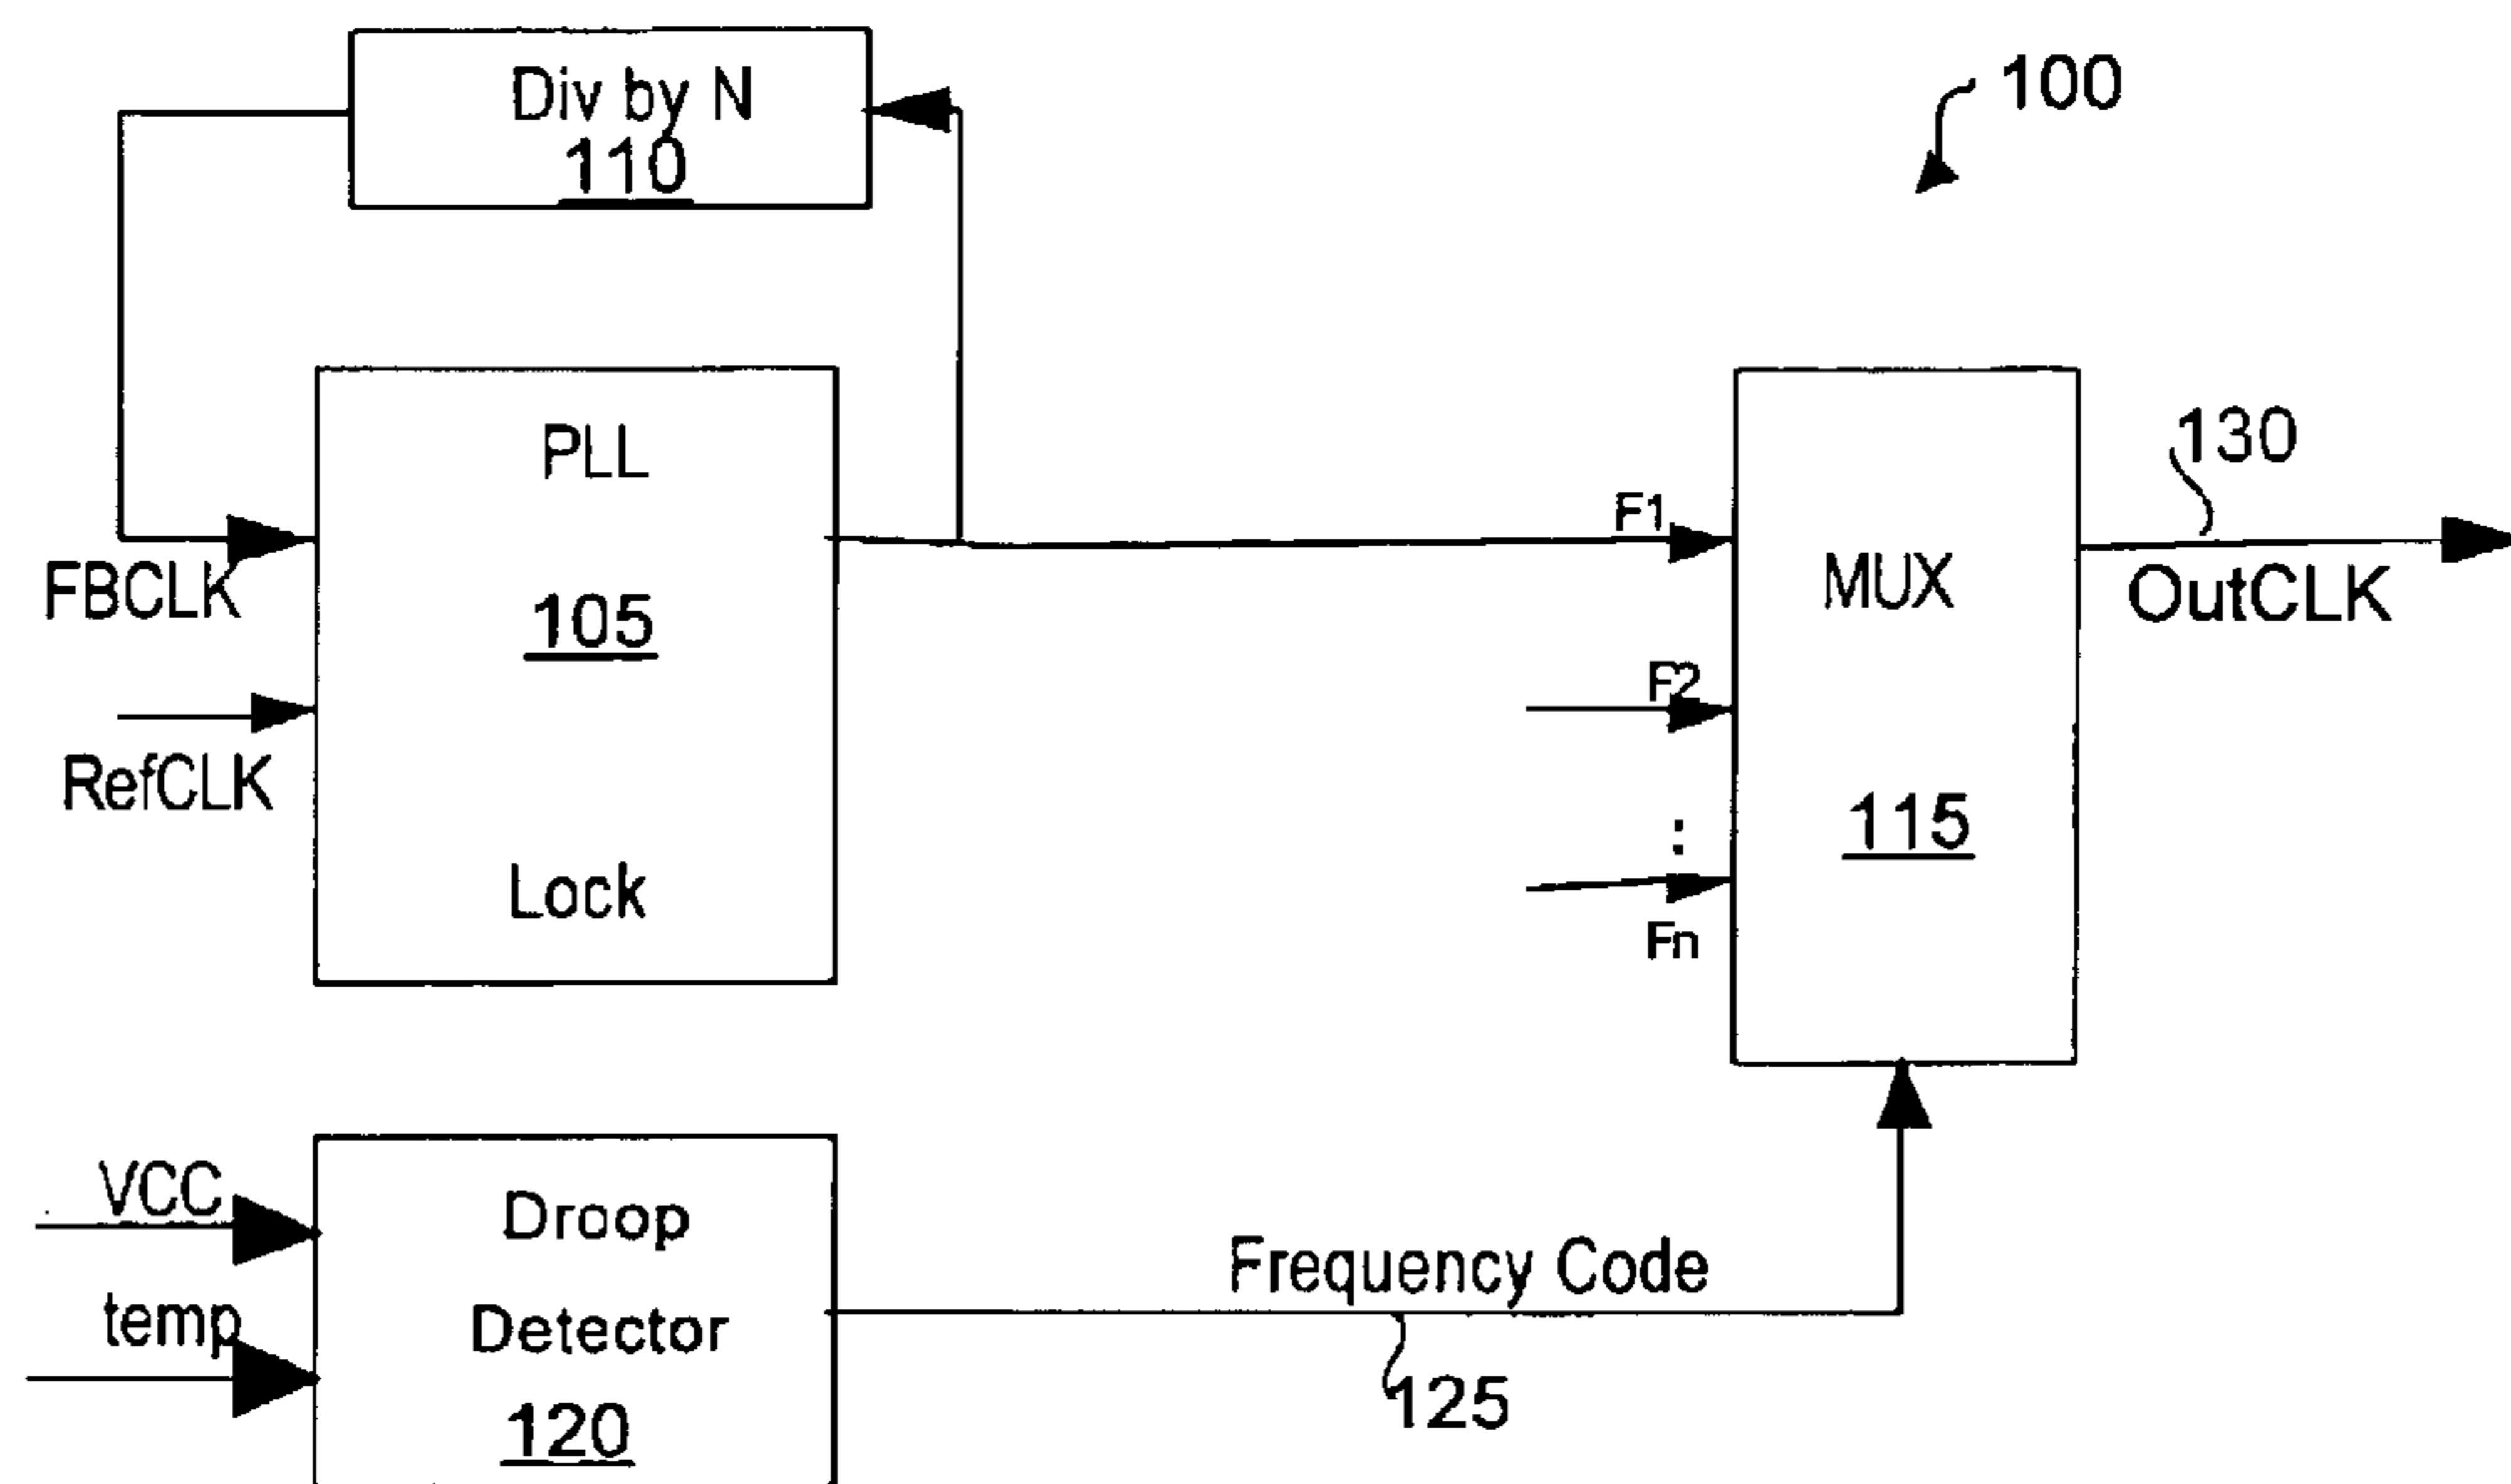 Div by N
110
100
PLL
105
Lock
FBCLK
RefCLK
F1
F2
:
Fn
MUX
115
130
OutCLK
VCC
temp
Droop
Detector
120
Frequency Code
125